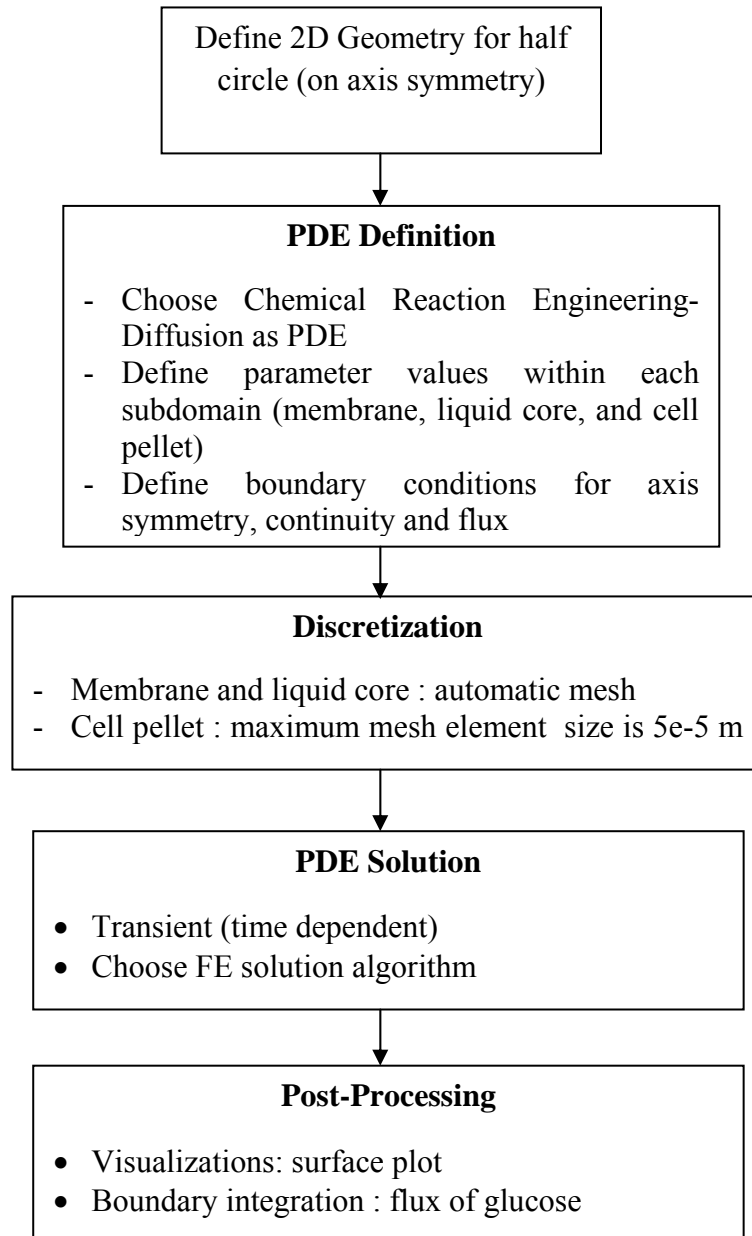 Define 2D Geometry for half
circle (on axis symmetry)
PDE Definition
- Choose Chemical Reaction Engineering-
Diffusion as PDE
- Define parameter values within each
subdomain (membrane, liquid core, and cell
pellet)
- Define boundary conditions for axis
symmetry, continuity and flux
Discretization
- Membrane and liquid core : automatic mesh
- Cell pellet : maximum mesh element size is 5e-5 m
PDE Solution
• Transient (time dependent)
• Choose FE solution algorithm
Post-Processing
• Visualizations: surface plot
• Boundary integration : flux of glucose